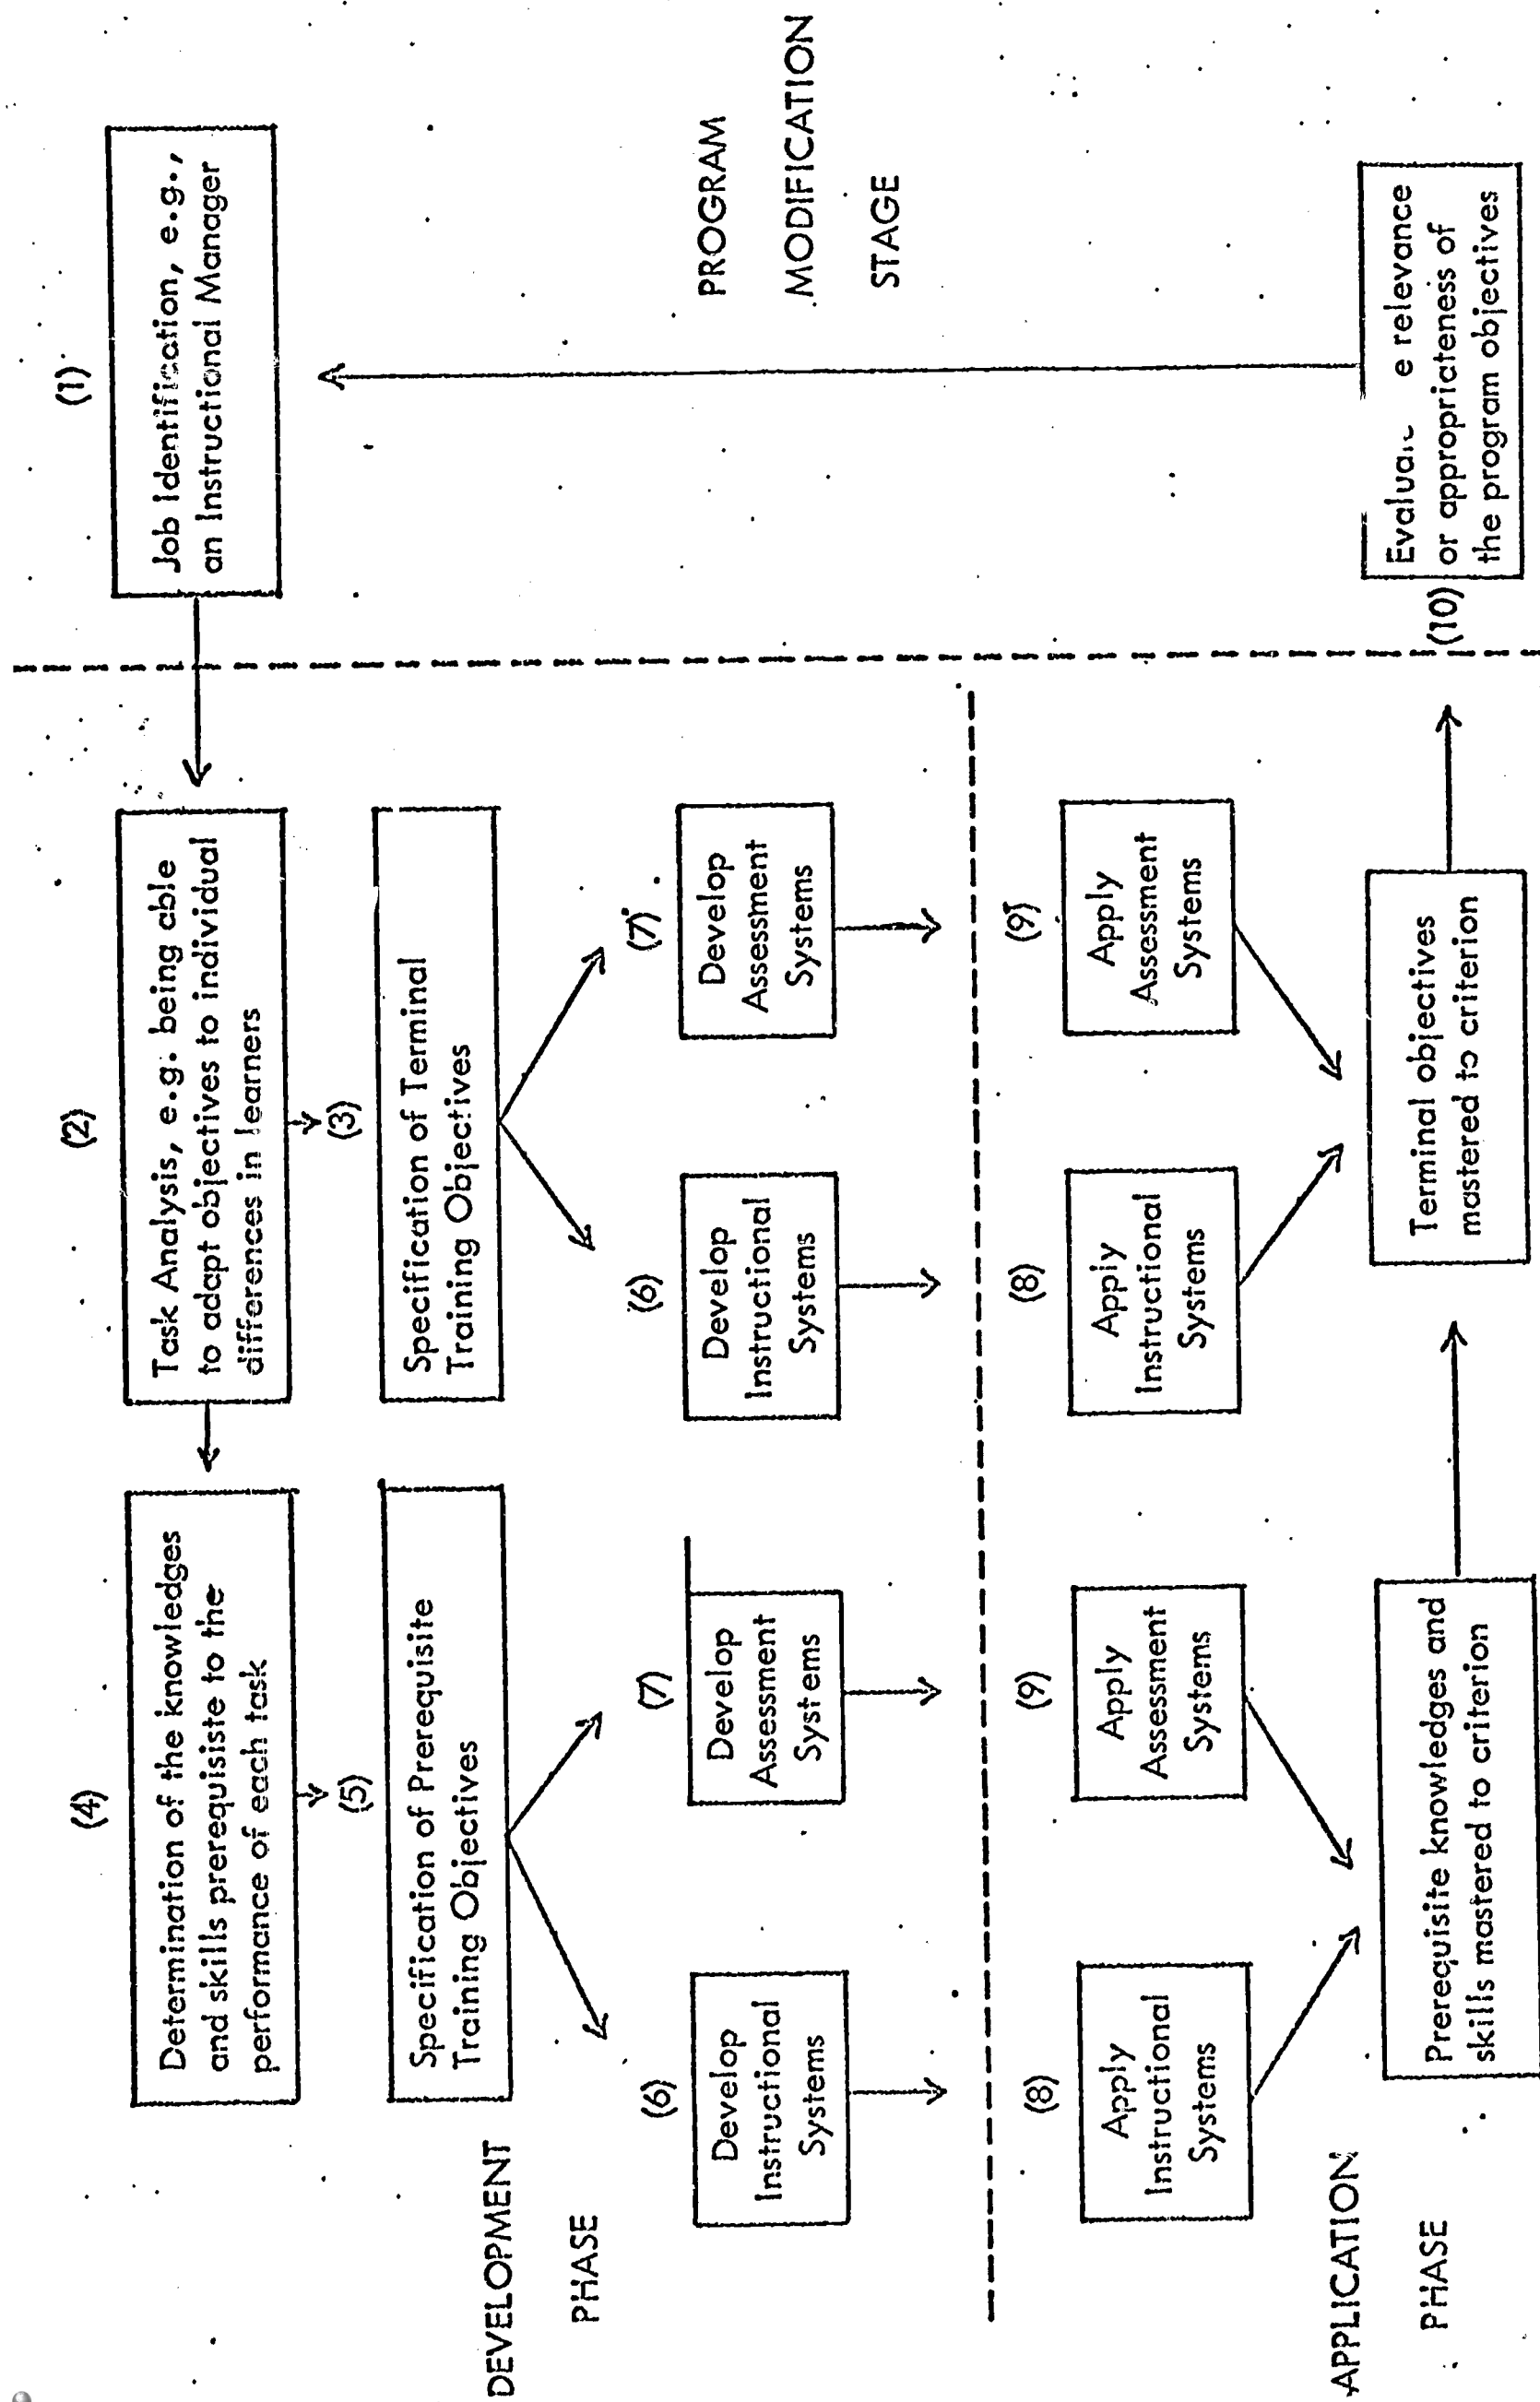 (1)
Job Identification, e.g.,
an Instructional Manager
(2)
Task Analysis, e.g. being able
to adapt objectives to individual
differences in learners
(4)
Determination of the knowledges
and skills prerequisiste to the
performance of each task
(3)
Specification of Terminal
Training Objectives
(5)
Specification of Prerequisite
Training Objectives
DEVELOPMENT
PHASE
(6)
Develop
Instructional
Systems
(7)
Develop
Assessment
Systems
(6)
Develop
Instructional
Systems
(7)
Develop
Assessment
Systems
PROGRAM
MODIFICATION
STAGE
(8)
Apply
Instructional
Systems
(9)
Apply
Assessment
Systems
(8)
Apply
Instructional
Systems
(9)
Apply
Assessment
Systems
APPLICATION
PHASE
Prerequisite knowledges and
skills mastered to criterion
Terminal objectives
mastered to criterion
(10)
e relevance
or appropriateness of
the program objectives